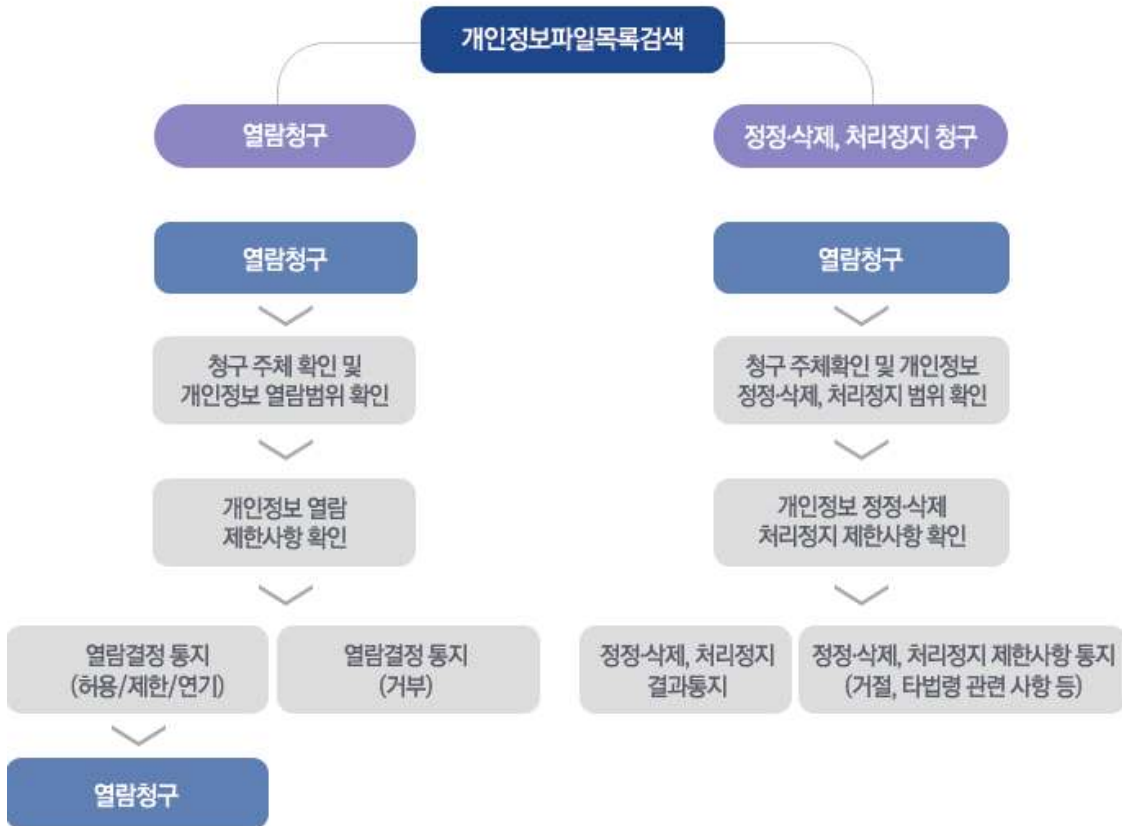 개인정보파일목록검색
열람청구
정정·삭제, 처리정지 청구
열람청구
열람청구
청구 주체 확인 및
개인정보 열람범위 확인
청구 주체확인 및 개인정보
정정·삭제, 처리정지 범위 확인
개인정보 열람
제한사항 확인
개인정보 정정·삭제
처리정지 제한사항 확인
열람결정 통지
(허용/제한/연기)
열람결정 통지
(거부)
정정·삭제, 처리정지
결과통지
정정·삭제, 처리정지 제한사항 통지
(거절, 타법령 관련 사항 등)
열람청구